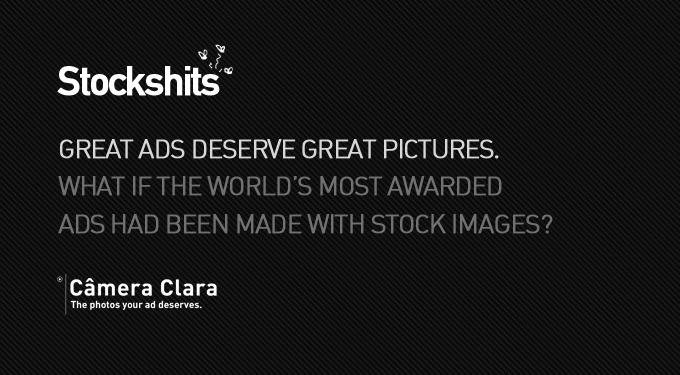 Stockshits
GREAT ADS DESERVE GREAT PICTURES.
WHAT IF THE WORLD'S MOST AWARDED
ADS HAD BEEN MADE WITH STOCK IMAGES?
Câmera Clara
The photos your ad deserves.